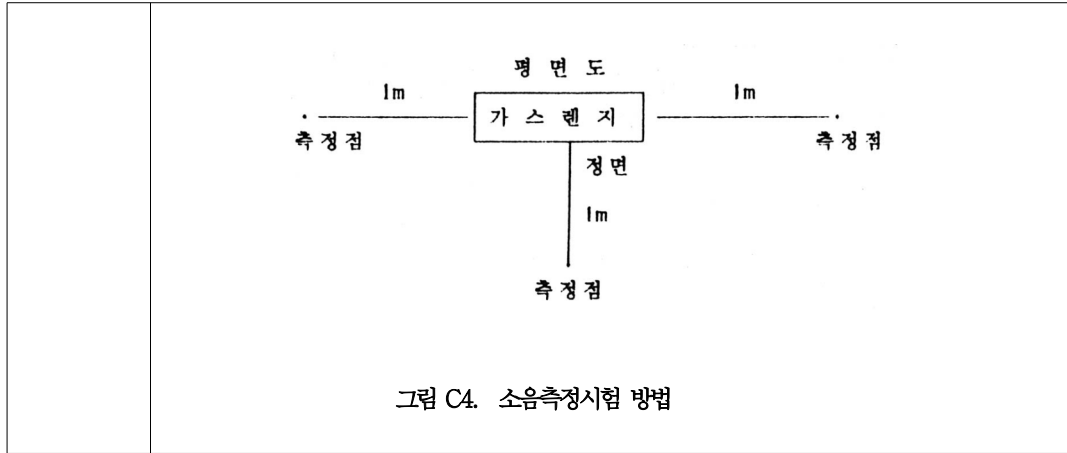 평 면 도
1m
1m
가 스 렌 지
측정점
측정점
정면
1m
측정점
그림 C4. 소음측정시험 방법